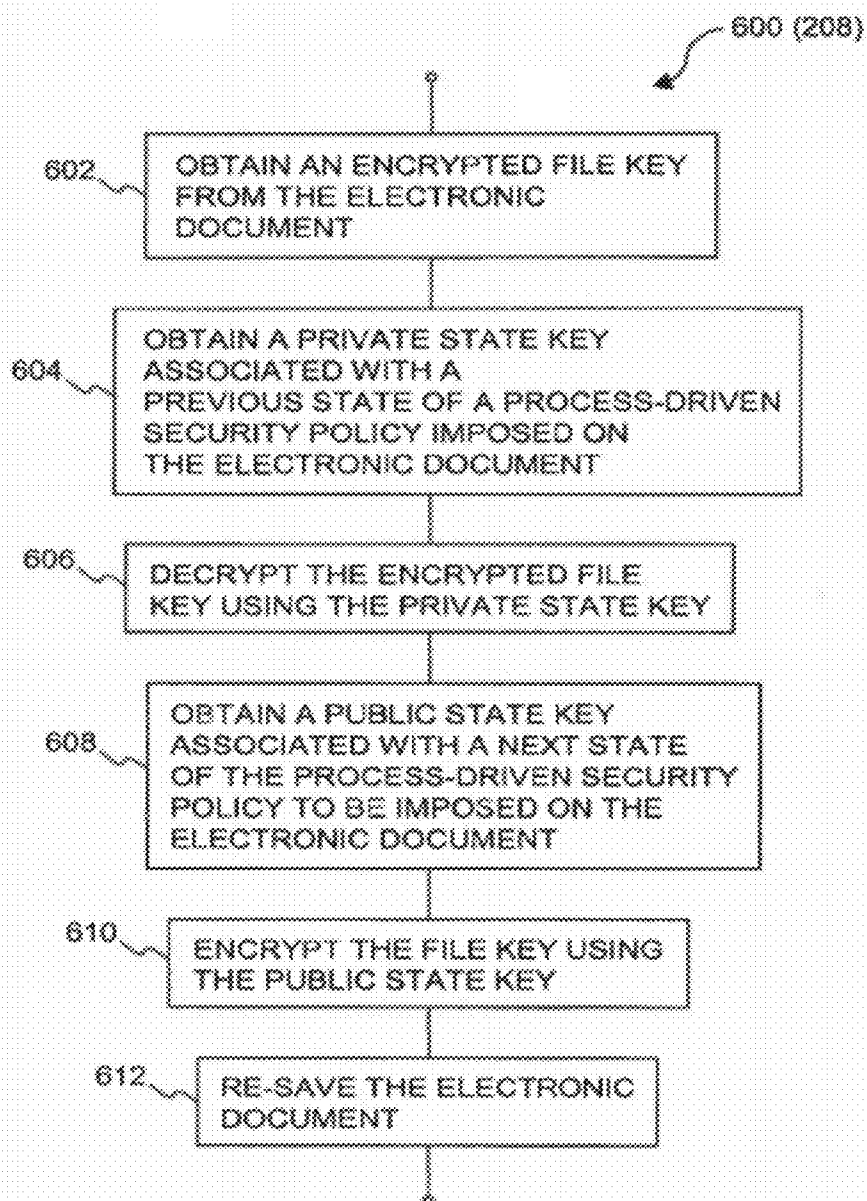 600 (208)
602
OBTAIN AN ENCRYPTED FILE KEY
FROM THE ELECTRONIC
DOCUMENT
604
OBTAIN A PRIVATE STATE KEY
ASSOCIATED WITH A
PREVIOUS STATE OF A PROCESS-DRIVEN
SECURITY POLICY IMPOSED ON
THE ELECTRONIC DOCUMENT
606
DECRYPT THE ENCRYPTED FILE
KEY USING THE PRIVATE STATE KEY
608
OBTAIN A PUBLIC STATE KEY
ASSOCIATED WITH A NEXT STATE
OF THE PROCESS-DRIVEN SECURITY
POLICY TO BE IMPOSED ON THE
ELECTRONIC DOCUMENT
610
ENCRYPT THE FILE KEY USING
THE PUBLIC STATE KEY
612
RE-SAVE THE ELECTRONIC
DOCUMENT